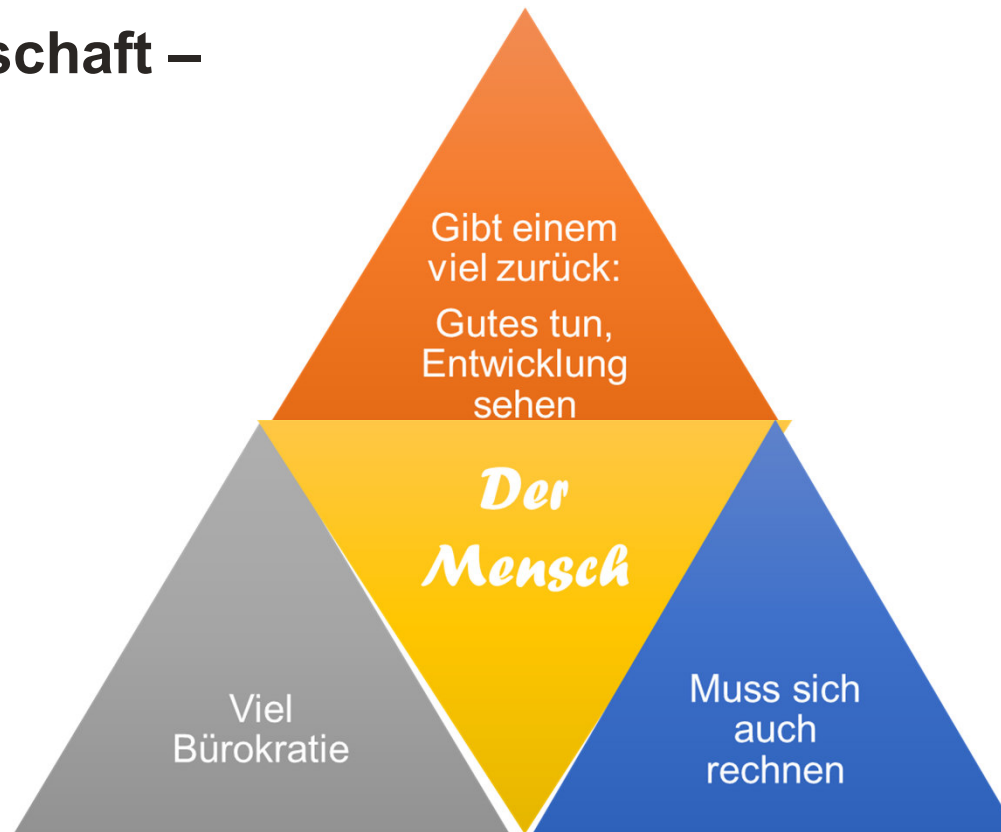 schaft –
Gibt einem
viel zurück:
Gutes tun,
Entwicklung
sehen
Der
Mensch
Viel
Bürokratie
Muss sich
auch
rechnen